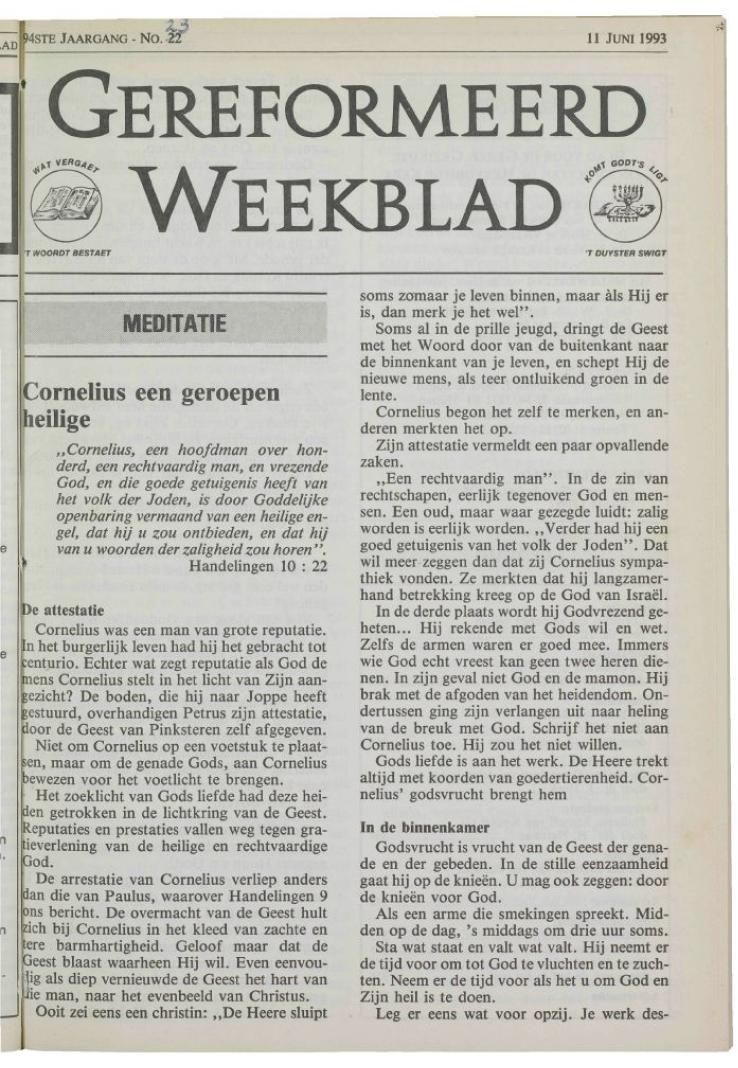 94STE JAARGANG - NO. 22
23
11 JUNI 1993
GEREFORMEERD
WEEKBLAD
WAT VERGAET
'T WOORDT BESTAET
KOMT GODT'S LIGT
'T DUYSTER SWIGT
MEDITATIE
Cornelius een geroepen
heilige
,,Cornelius, een hoofdman over hon-
derd, een rechtvaardig man, en vrezende
God, en die goede getuigenis heeft van
het volk der Joden, is door Goddelijke
openbaring vermaand van een heilige en-
gel, dat hij u zou ontbieden, en dat hij
van u woorden der zaligheid zou horen''.
Handelingen 10 : 22
De attestatie
Cornelius was een man van grote reputatie.
In het burgerlijk leven had hij het gebracht tot
centurio. Echter wat zegt reputatie als God de
mens Cornelius stelt in het licht van Zijn aan-
gezicht? De boden, die hij naar Joppe heeft
gestuurd, overhandigen Petrus zijn attestatie,
door de Geest van Pinksteren zelf afgegeven.
Niet om Cornelius op een voetstuk te plaat-
sen, maar om de genade Gods, aan Cornelius
bewezen voor het voetlicht te brengen.
Het zoeklicht van Gods liefde had deze hei-
den getrokken in de lichtkring van de Geest.
Reputaties en prestaties vallen weg tegen gra-
tieverlening van de heilige en rechtvaardige
God.
De arrestatie van Cornelius verliep anders
dan die van Paulus, waarover Handelingen 9
ons bericht. De overmacht van de Geest hult
zich bij Cornelius in het kleed van zachte en
tere barmhartigheid. Geloof maar dat de
Geest blaast waarheen Hij wil. Even eenvou-
dig als diep vernieuwde de Geest het hart van
die man, naar het evenbeeld van Christus.
Ooit zei eens een christin: ,,De Heere sluipt
soms zomaar je leven binnen, maar àls Hij er
is, dan merk je het wel''.
Soms al in de prille jeugd, dringt de Geest
met het Woord door van de buitenkant naar
de binnenkant van je leven, en schept Hij de
nieuwe mens, als teer ontluikend groen in de
lente.
Cornelius begon het zelf te merken, en an-
deren merkten het op.
Zijn attestatie vermeldt een paar opvallende
zaken.
,,Een rechtvaardig man''. In de zin van
rechtschapen, eerlijk tegenover God en men-
sen. Een oud, maar waar gezegde luidt: zalig
worden is eerlijk worden. ,,Verder had hij een
goed getuigenis van het volk der Joden''. Dat
wil meer zeggen dan dat zij Cornelius sympa-
thiek vonden. Ze merkten dat hij langzamer-
hand betrekking kreeg op de God van Israël.
In de derde plaats wordt hij Godvrezend ge-
heten... Hij rekende met Gods wil en wet.
Zelfs de armen waren er goed mee. Immers
wie God echt vreest kan geen twee heren die-
nen. In zijn geval niet God en de mamon. Hij
brak met de afgoden van het heidendom. On-
dertussen ging zijn verlangen uit naar heling
van de breuk met God. Schrijf het niet aan
Cornelius toe. Hij zou het niet willen.
Gods liefde is aan het werk. De Heere trekt
altijd met koorden van goedertierenheid. Cor-
nelius' godsvrucht brengt hem
In de binnenkamer
Godsvrucht is vrucht van de Geest der gena-
de en der gebeden. In de stille eenzaamheid
gaat hij op de knieën. U mag ook zeggen: door
de knieën voor God.
Als een arme die smekingen spreekt. Mid-
den op de dag, 's middags om drie uur soms.
Sta wat staat en valt wat valt. Hij neemt er
de tijd voor om tot God te vluchten en te zuch-
ten. Neem er de tijd voor als het u om God en
Zijn heil is te doen.
Leg er eens wat voor opzij. Je werk des-